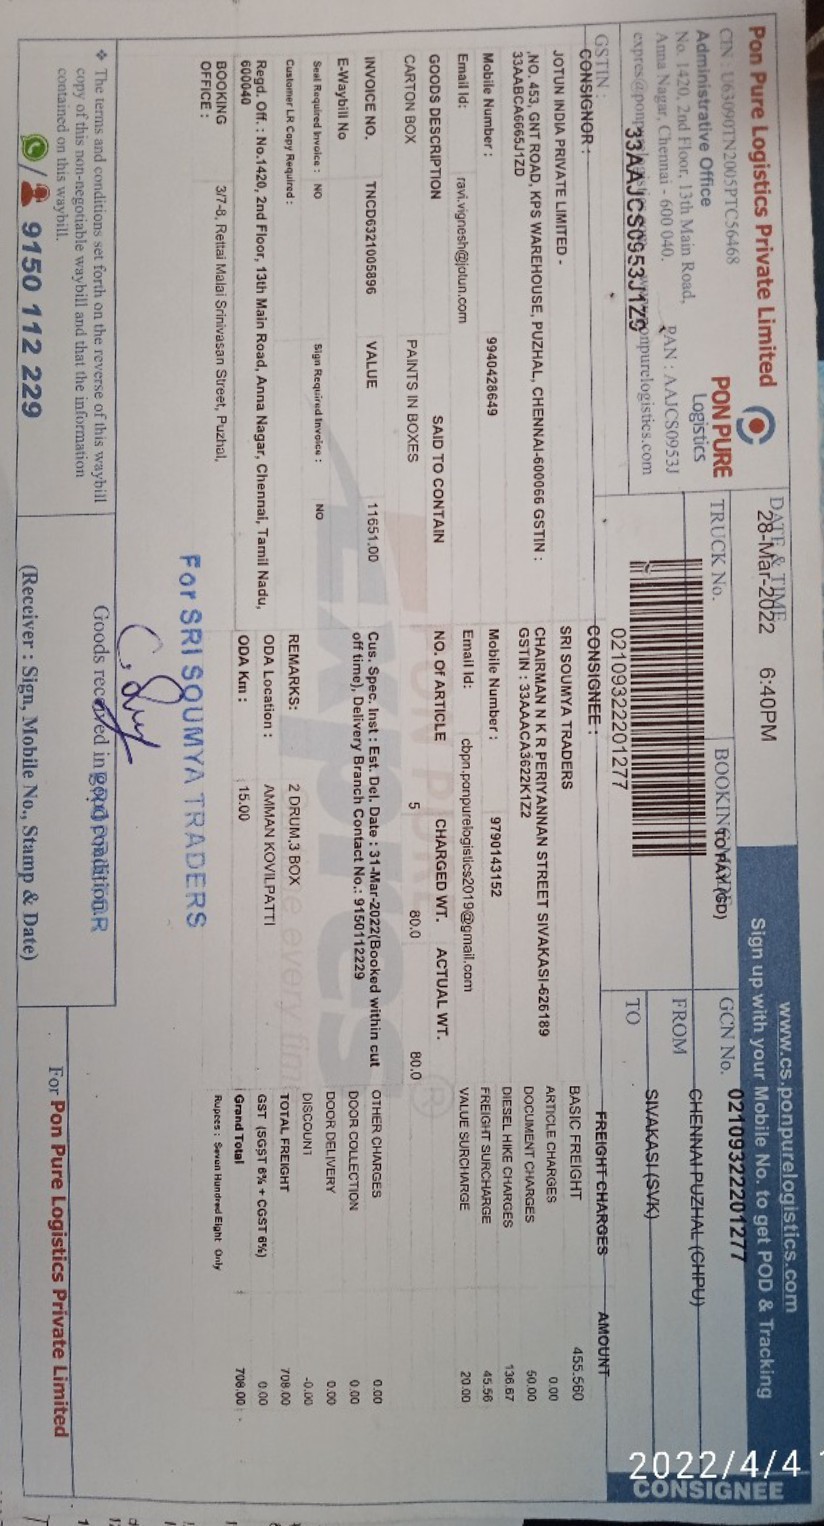 Pon Pure Logistics Private Limited
CIN : U63090TN2005PTC56468
Administrative Office
No. 1420, 2nd Floor, 13th Main Road,
Anna Nagar, Chennai - 600 040.
PAN : AAJCS0953J
PON PURE
Logistics
GSTIN :
33AAJCS0953J1Z9
DATE & TIME
28-Mar-2022 6:40PM
TRUCK No.
02109322201277
www.cs.ponpurelogistics.com
Sign up with your Mobile No. to get POD & Tracking
GCN No. 02109322201277
FROM CHENNAI PUZHAL (CHPU)
TO SIVAKASI (SVK)
CONSIGNEE
2022/4/4
CONSIGNOR :
JOTUN INDIA PRIVATE LIMITED -
,NO. 453, GNT ROAD, KPS WAREHOUSE, PUZHAL, CHENNAI-600066 GSTIN :
33AABCA6665J1ZD
Mobile Number : 9940428649
Email Id: ravi.vignesh@jotun.com
CONSIGNEE :
SRI SOUMYA TRADERS
CHAIRMAN N K R PERIYANNAN STREET SIVAKASI-626189
GSTIN : 33AAACA3622K1Z2
Mobile Number : 9790143152
Email Id: cbpn.ponpurelogistics2019@gmail.com
GOODS DESCRIPTION SAID TO CONTAIN NO. Of ARTICLE CHARGED WT. ACTUAL WT.
CARTON BOX PAINTS IN BOXES 5 80.0 80.0
INVOICE NO. TNCD6321005896 VALUE 11651.00
E-Waybill No
Seal Required Invoice : NO Sign Required Invoice : NO
Customer LR Copy Required :
Regd. Off. : No.1420, 2nd Floor, 13th Main Road, Anna Nagar, Chennai, Tamil Nadu,
600040
BOOKING OFFICE : 3/7-8, Rettai Malai Srinivasan Street, Puzhal,
Cus. Spec. Inst : Est. Del. Date : 31-Mar-2022(Booked within cut
off time), Delivery Branch Contact No.: 9150112229
REMARKS: 2 DRUM,3 BOX
ODA Location : AMMAN KOVILPATTI
ODA Km : 15.00
FREIGHT CHARGES AMOUNT
BASIC FREIGHT 455.560
ARTICLE CHARGES 0.00
DOCUMENT CHARGES 50.00
DIESEL HIKE CHARGES 136.67
FREIGHT SURCHARGE 45.56
VALUE SURCHARGE 20.00
OTHER CHARGES 0.00
DOOR COLLECTION 0.00
DOOR DELIVERY 0.00
DISCOUNT -0.00
TOTAL FREIGHT 708.00
GST (SGST 6% + CGST 6%) 0.00
Grand Total 708.00
Rupees : Seven Hundred Eight Only
For SRI SOUMYA TRADERS
❖ The terms and conditions set forth on the reverse of this waybill
copy of this non-negotiable waybill and that the information
contained on this waybill.
9150 112 229
Goods received in good condition.
(Receiver : Sign, Mobile No., Stamp & Date)
For Pon Pure Logistics Private Limited